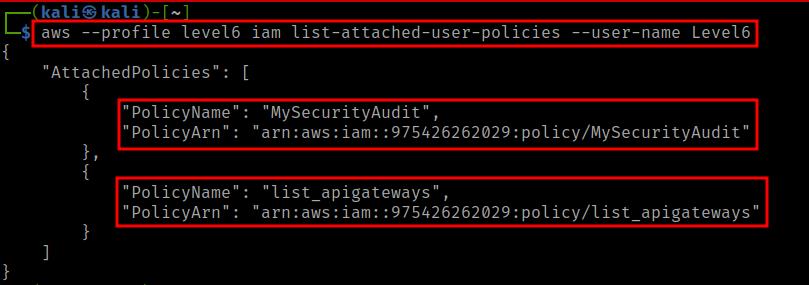 (kali㉿kali)-[~]
$ aws --profile level6 iam list-attached-user-policies --user-name Level6
{
    "AttachedPolicies": [
        {
            "PolicyName": "MySecurityAudit",
            "PolicyArn": "arn:aws:iam::975426262029:policy/MySecurityAudit"
        },
        {
            "PolicyName": "list_apigateways",
            "PolicyArn": "arn:aws:iam::975426262029:policy/list_apigateways"
        }
    ]
}